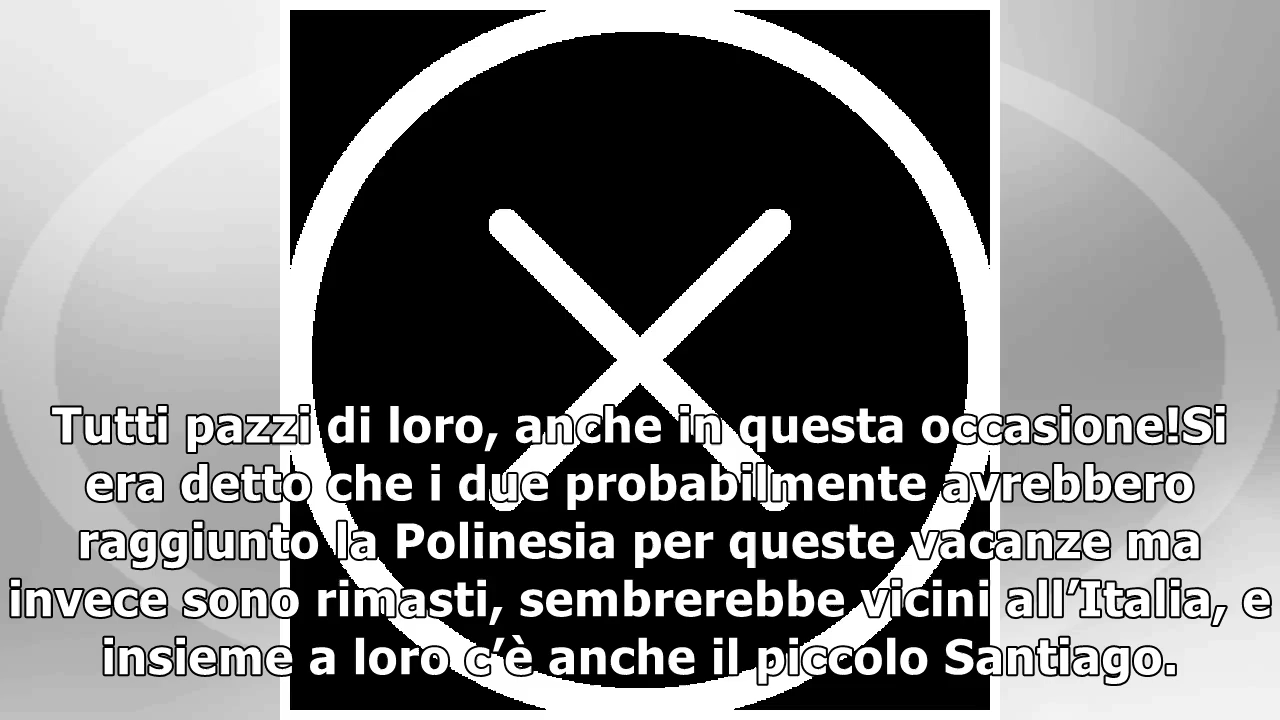 Tutti pazzi di loro, anche in questa occasione!Si
era detto che i due probabilmente avrebbero
raggiunto la Polinesia per queste vacanze ma
invece sono rimasti, sembrerebbe vicini all’Italia, e
insieme a loro c’è anche il piccolo Santiago.